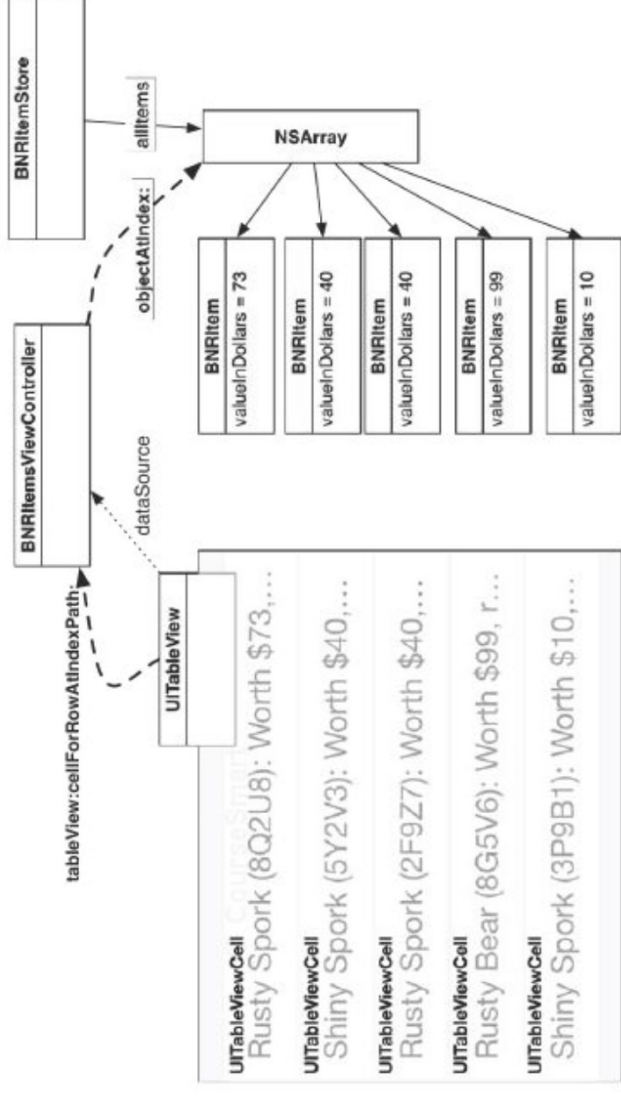 tableView:cellForRowAtIndexPath:
BNRItemsViewController
BNRItemStore
dataSource
objectAtIndex:
allItems
UITableView
NSArray
CourseSmart
UITableViewCell
Rusty Spork (8Q2U8): Worth $73,...
UITableViewCell
Shiny Spork (5Y2V3): Worth $40,...
UITableViewCell
Rusty Spork (2F9Z7): Worth $40,...
UITableViewCell
Rusty Bear (8G5V6): Worth $99, r...
UITableViewCell
Shiny Spork (3P9B1): Worth $10,...
BNRItem
valueInDollars = 73
BNRItem
valueInDollars = 40
BNRItem
valueInDollars = 40
BNRItem
valueInDollars = 99
BNRItem
valueInDollars = 10